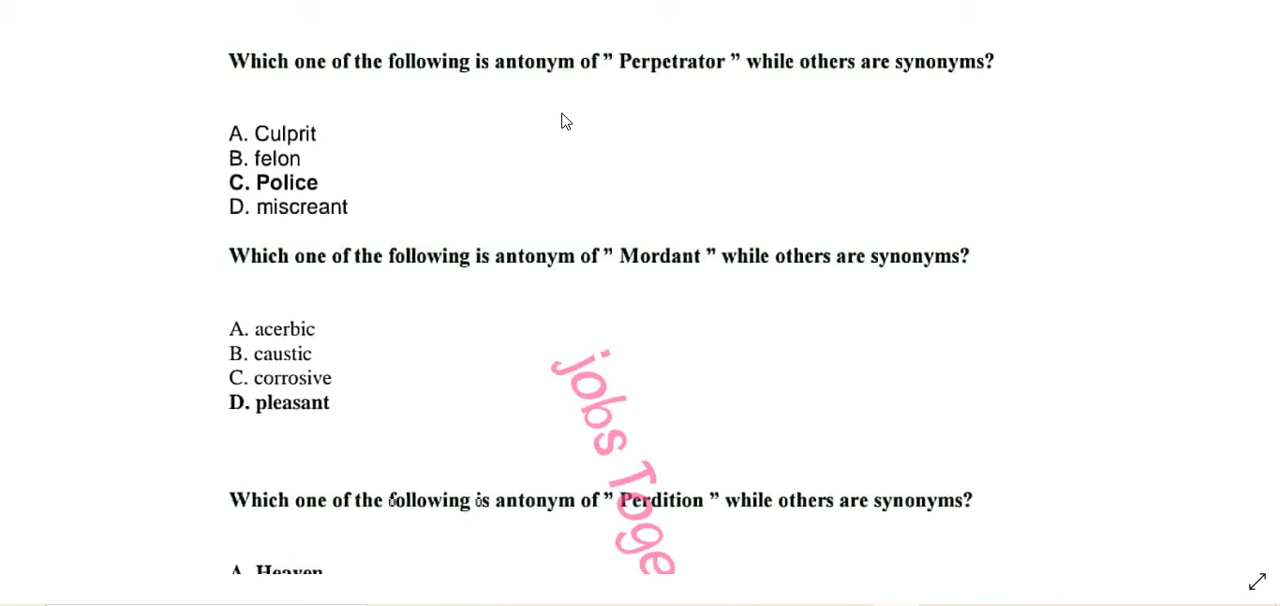 Which one of the following is antonym of ” Perpetrator ” while others are synonyms?
A. Culprit
B. felon
C. Police
D. miscreant
Which one of the following is antonym of ” Mordant ” while others are synonyms?
A. acerbic
B. caustic
C. corrosive
D. pleasant
jobs Toge
Which one of the following is antonym of ” Perdition ” while others are synonyms?
A. Heaven